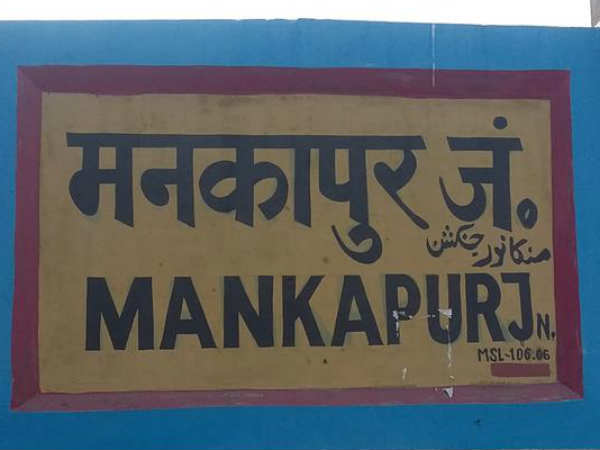 मनकापुर जं०
منکاپور جنکشن
MANKAPUR JN.
MSL-106.06